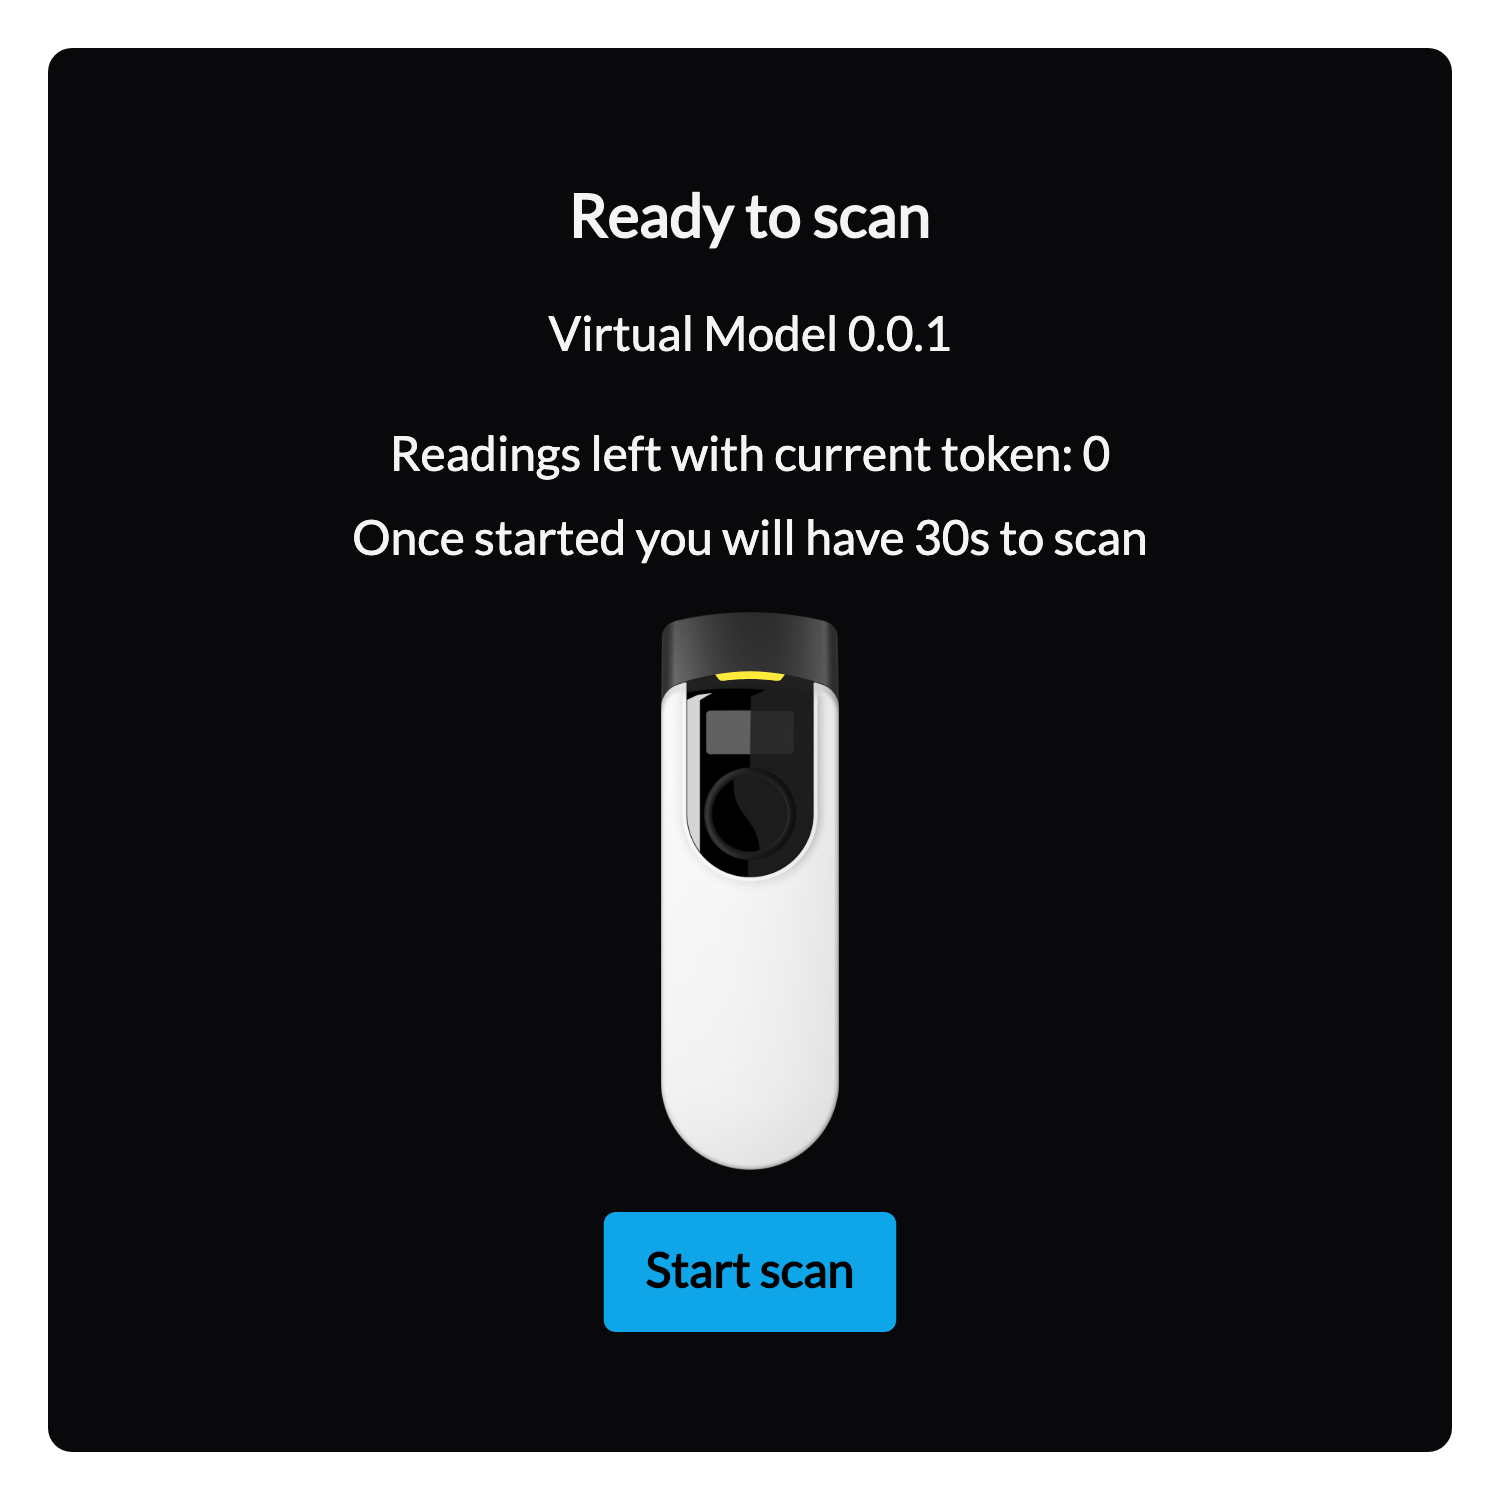 Ready to scan
Virtual Model 0.0.1
Readings left with current token: 0
Once started you will have 30s to scan
Start scan